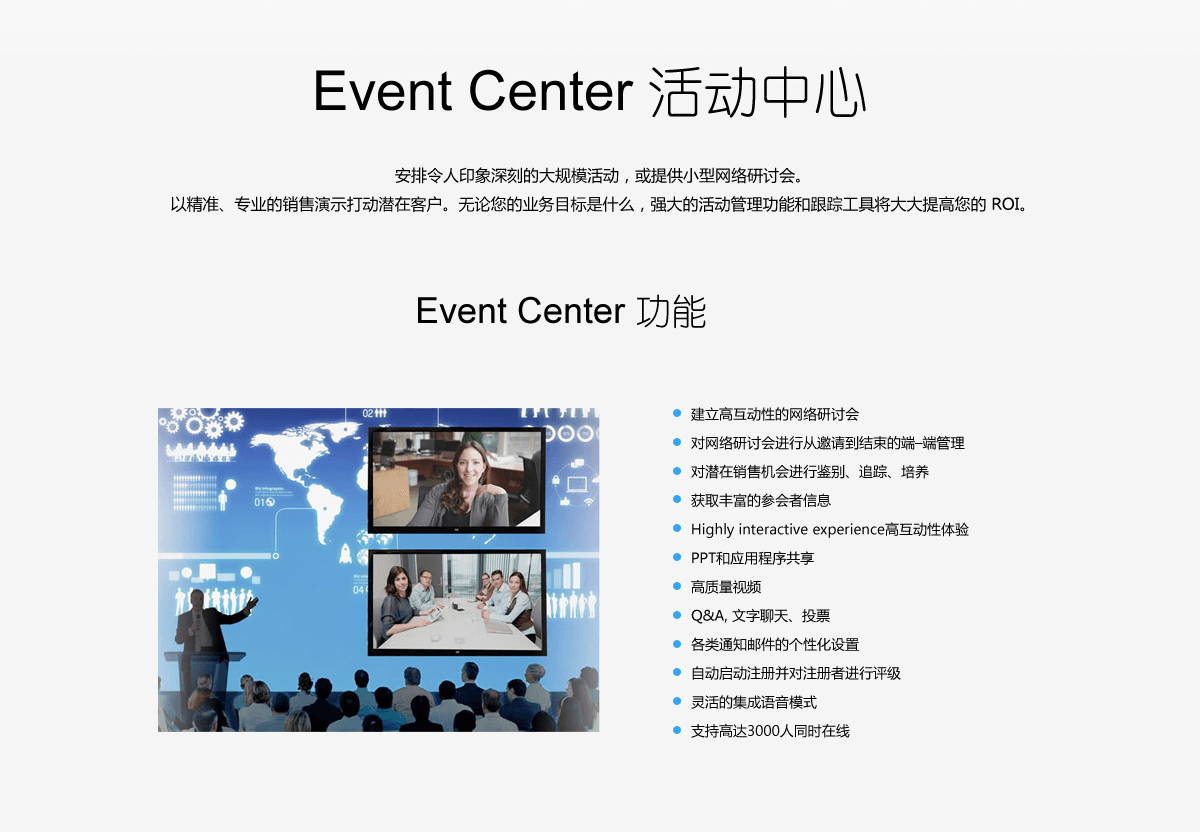 Event Center 活动中心
安排令人印象深刻的大规模活动，或提供小型网络研讨会。
以精准、专业的销售演示打动潜在客户。无论您的业务目标是什么，强大的活动管理功能和跟踪工具将大大提高您的 ROI。
Event Center 功能
02
01
04
建立高互动性的网络研讨会
对网络研讨会进行从邀请到结束的端–端管理
对潜在销售机会进行鉴别、追踪、培养
获取丰富的参会者信息
Highly interactive experience高互动性体验
PPT和应用程序共享
高质量视频
Q&A, 文字聊天、投票
各类通知邮件的个性化设置
自动启动注册并对注册者进行评级
灵活的集成语音模式
支持高达3000人同时在线